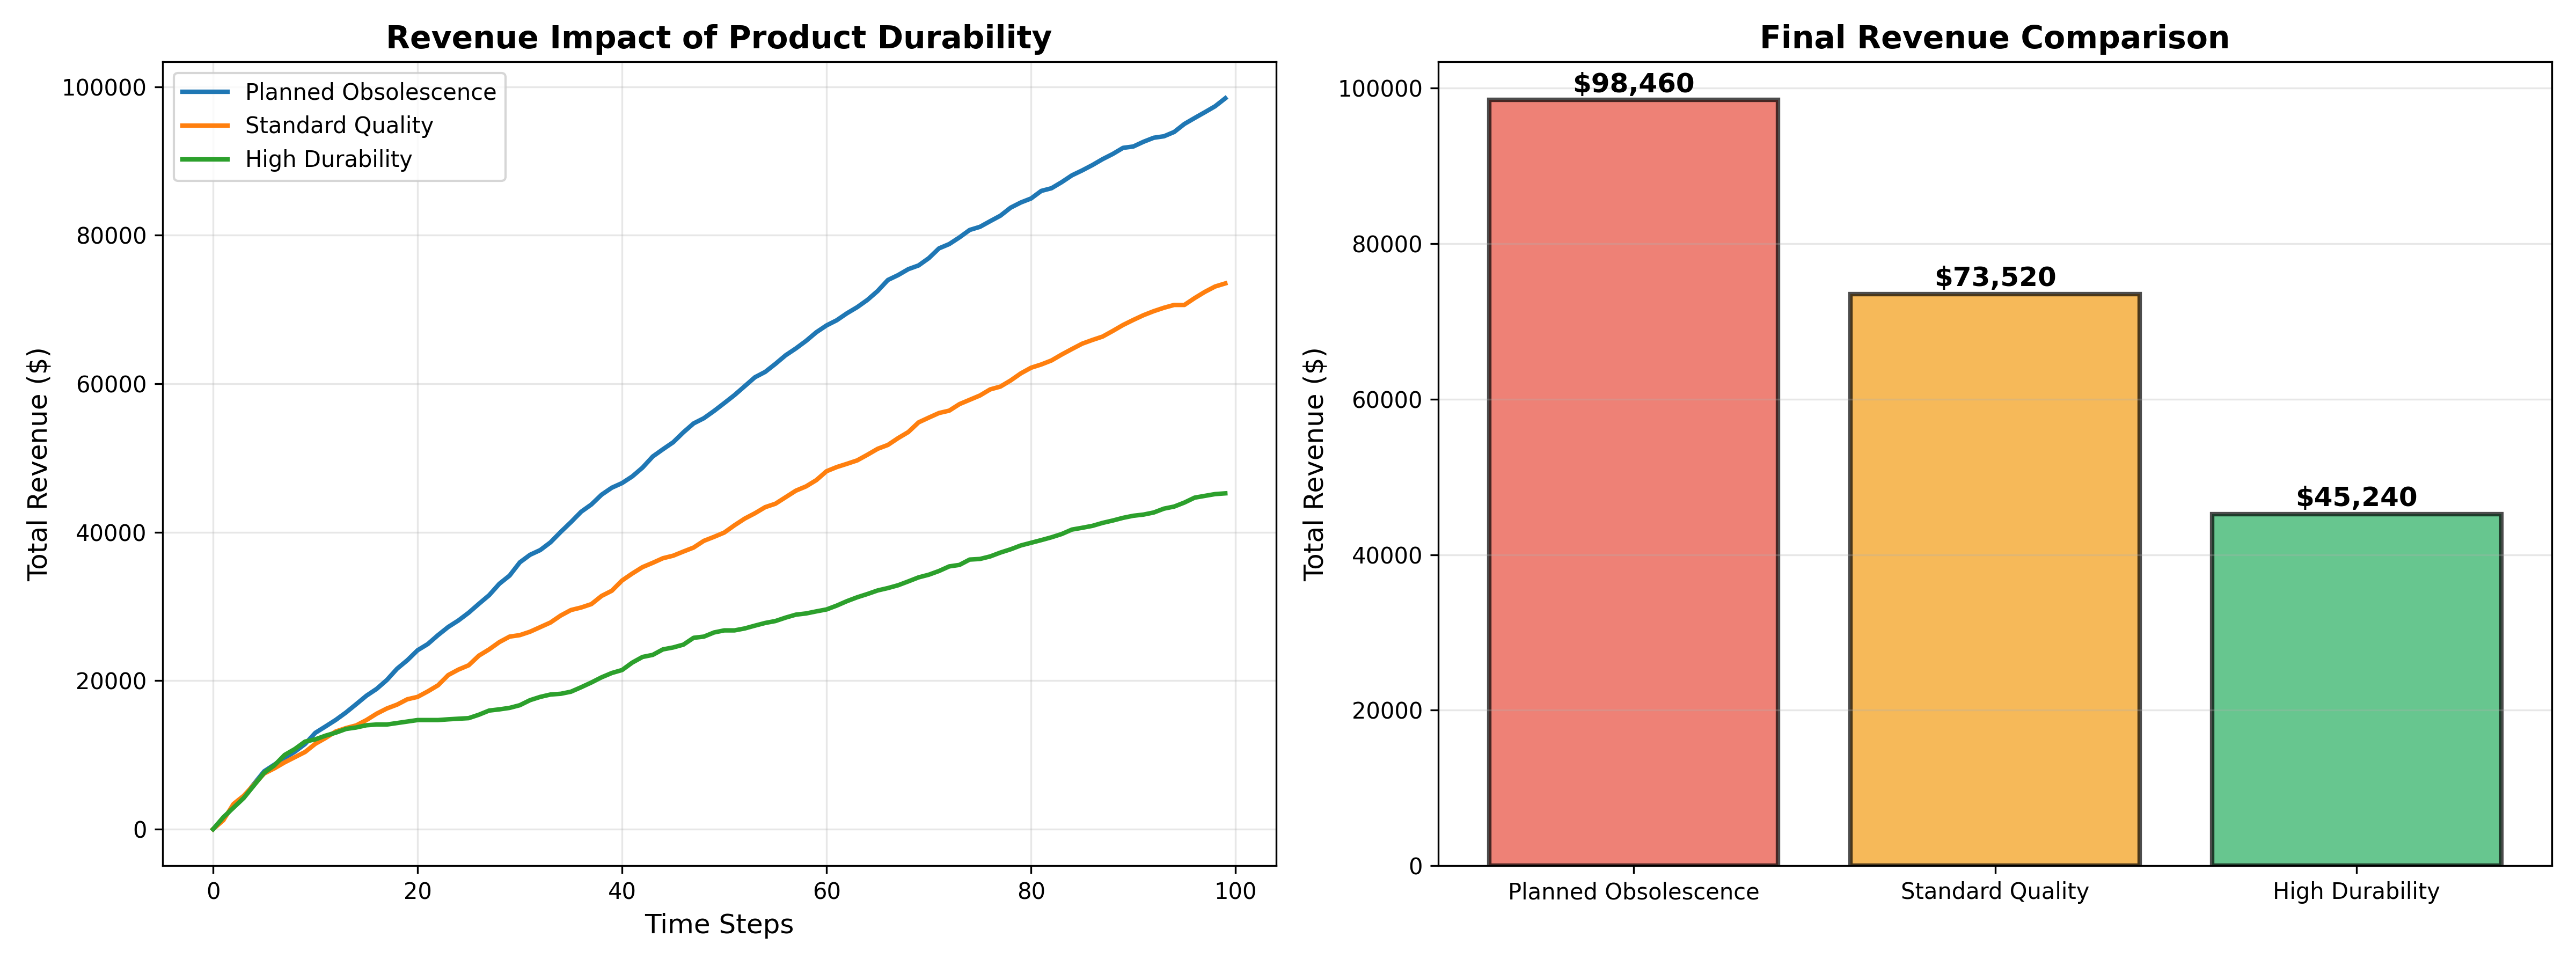 Revenue Impact of Product Durability
Planned Obsolescence
Standard Quality
High Durability
100000
80000
60000
40000
20000
0
Total Revenue ($)
0 20 40 60 80 100
Time Steps
Final Revenue Comparison
100000
80000
60000
40000
20000
0
Total Revenue ($)
$98,460
$73,520
$45,240
Planned Obsolescence Standard Quality High Durability